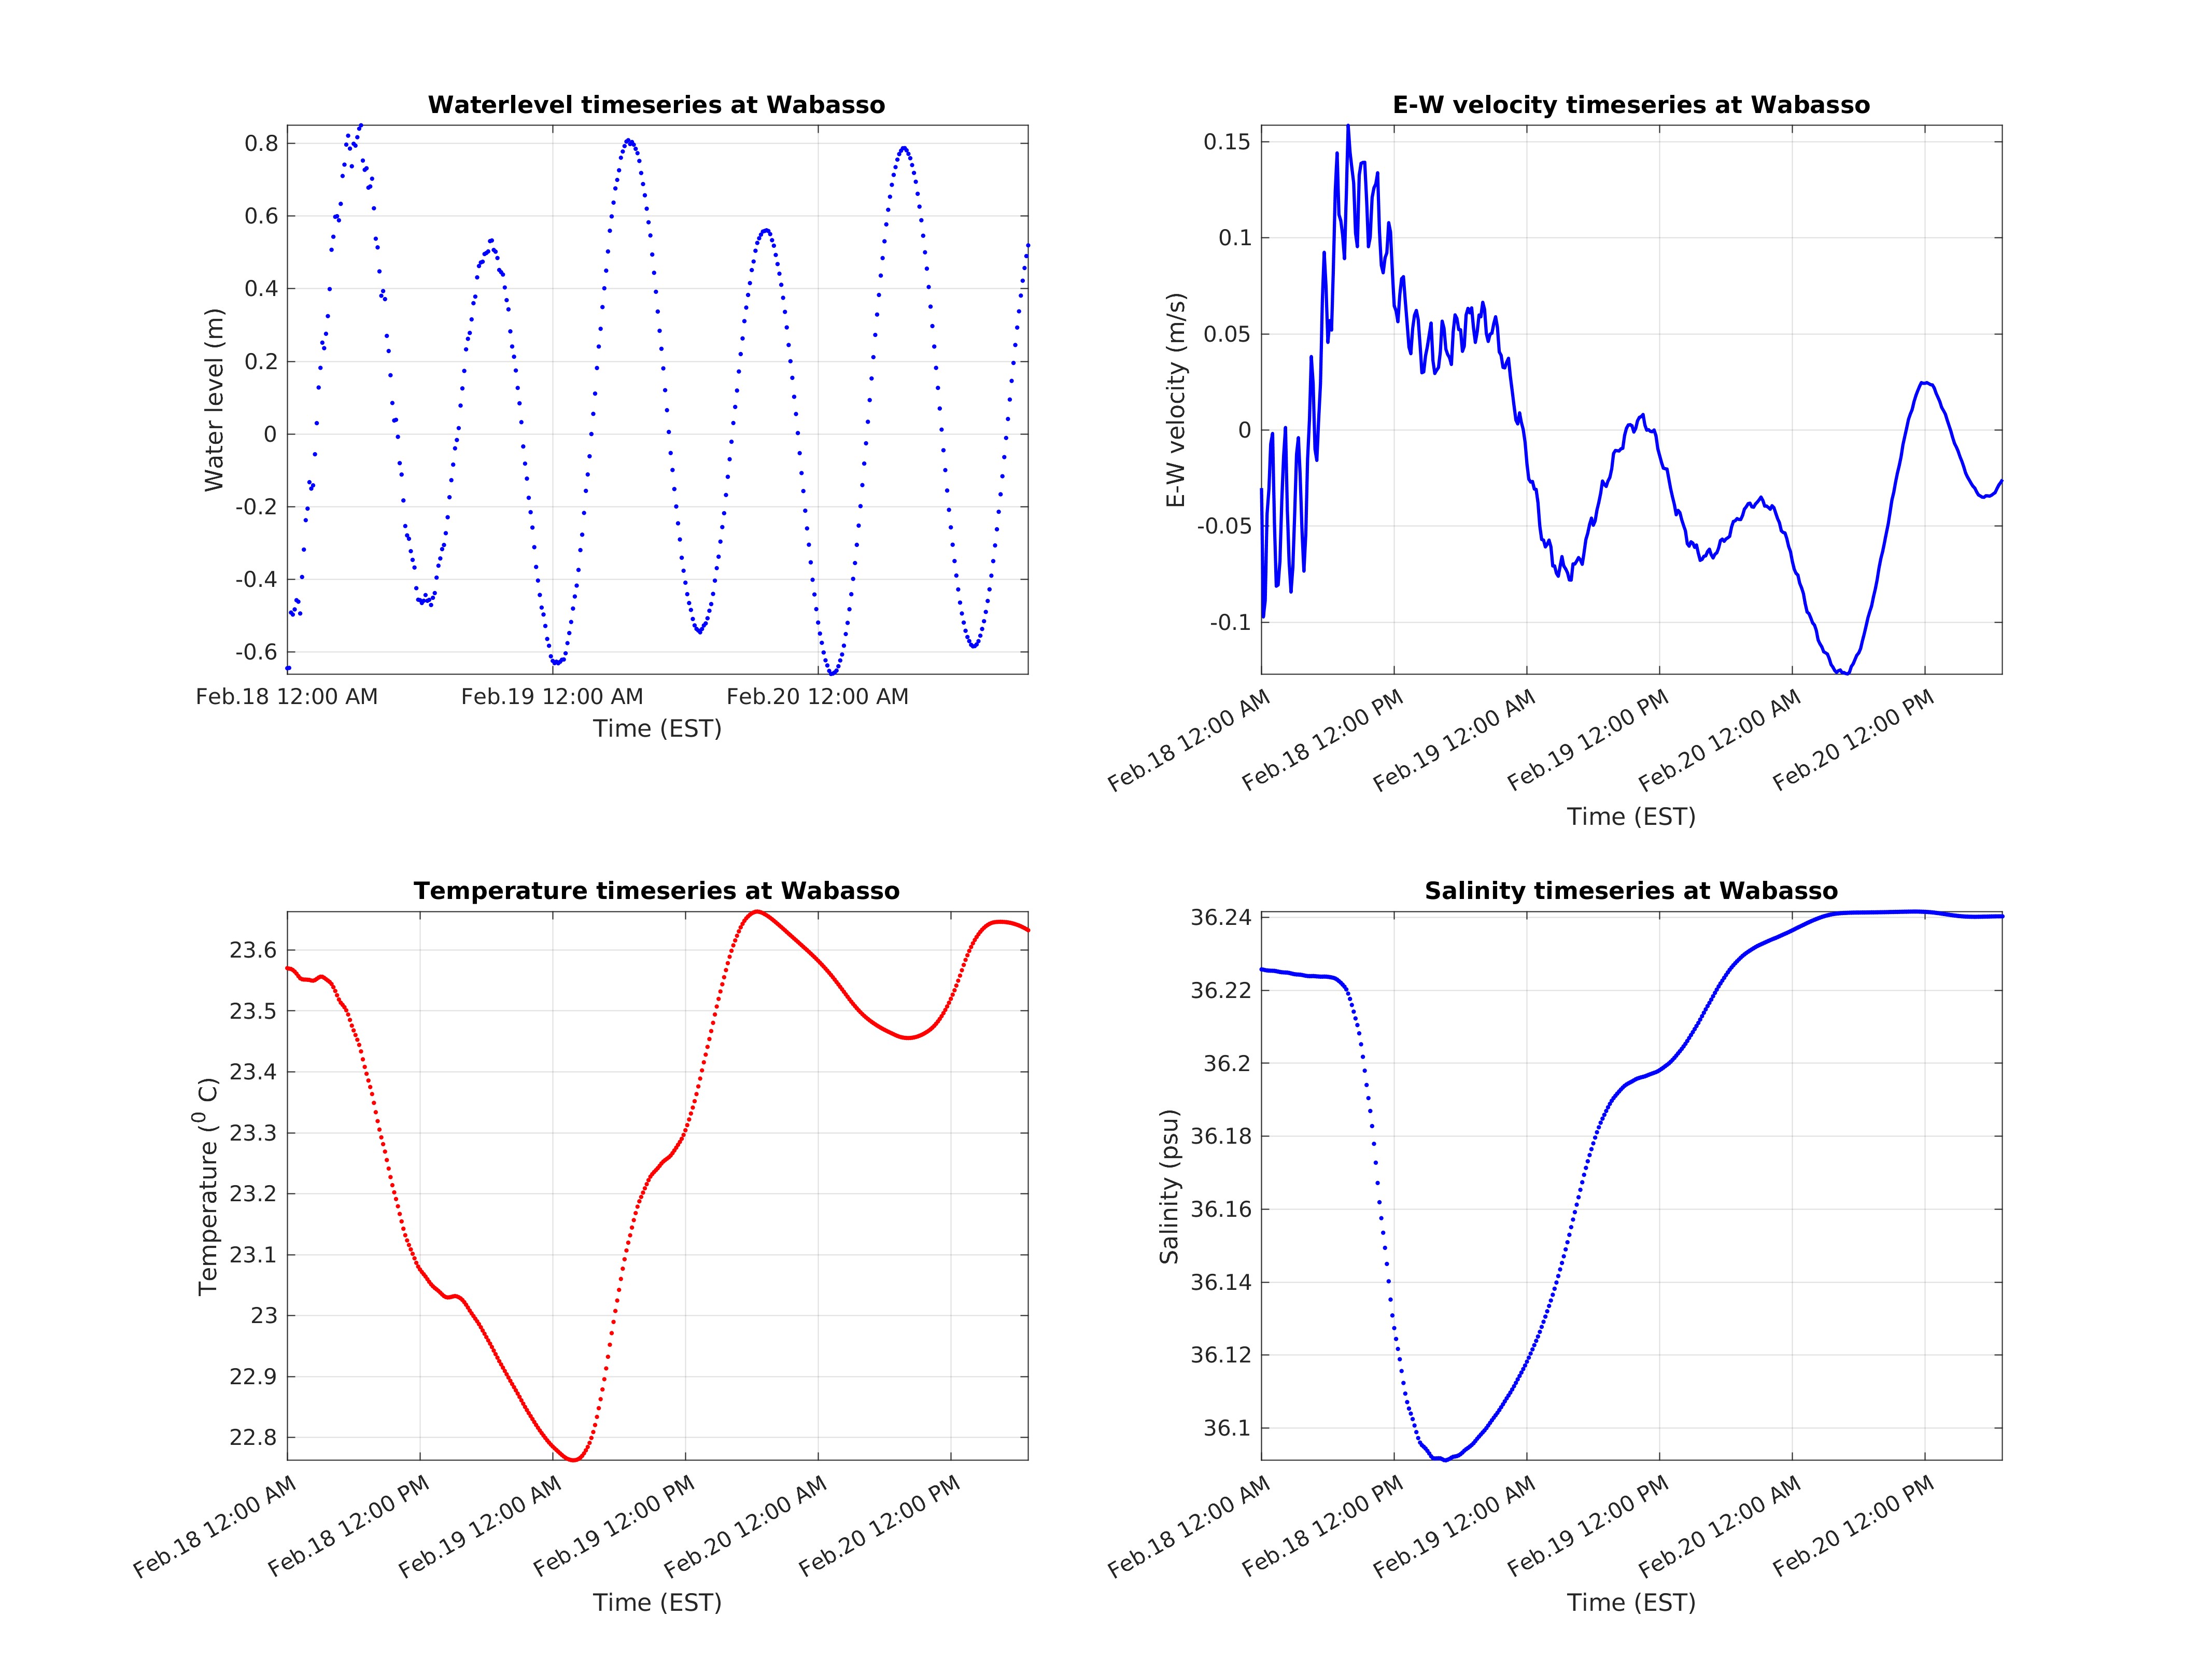 Waterlevel timeseries at Wabasso
0.8
0.6
0.4
0.2
0
-0.2
-0.4
-0.6
Water level (m)
Feb.18 12:00 AM
Feb.19 12:00 AM
Feb.20 12:00 AM
Time (EST)
E-W velocity timeseries at Wabasso
0.15
0.1
0.05
0
-0.05
-0.1
E-W velocity (m/s)
Feb.18 12:00 AM
Feb.18 12:00 PM
Feb.19 12:00 AM
Feb.19 12:00 PM
Feb.20 12:00 AM
Feb.20 12:00 PM
Time (EST)
Temperature timeseries at Wabasso
23.6
23.5
23.4
23.3
23.2
23.1
23
22.9
22.8
Temperature (⁰ C)
Feb.18 12:00 AM
Feb.18 12:00 PM
Feb.19 12:00 AM
Feb.19 12:00 PM
Feb.20 12:00 AM
Feb.20 12:00 PM
Time (EST)
Salinity timeseries at Wabasso
36.24
36.22
36.2
36.18
36.16
36.14
36.12
36.1
Salinity (psu)
Feb.18 12:00 AM
Feb.18 12:00 PM
Feb.19 12:00 AM
Feb.19 12:00 PM
Feb.20 12:00 AM
Feb.20 12:00 PM
Time (EST)